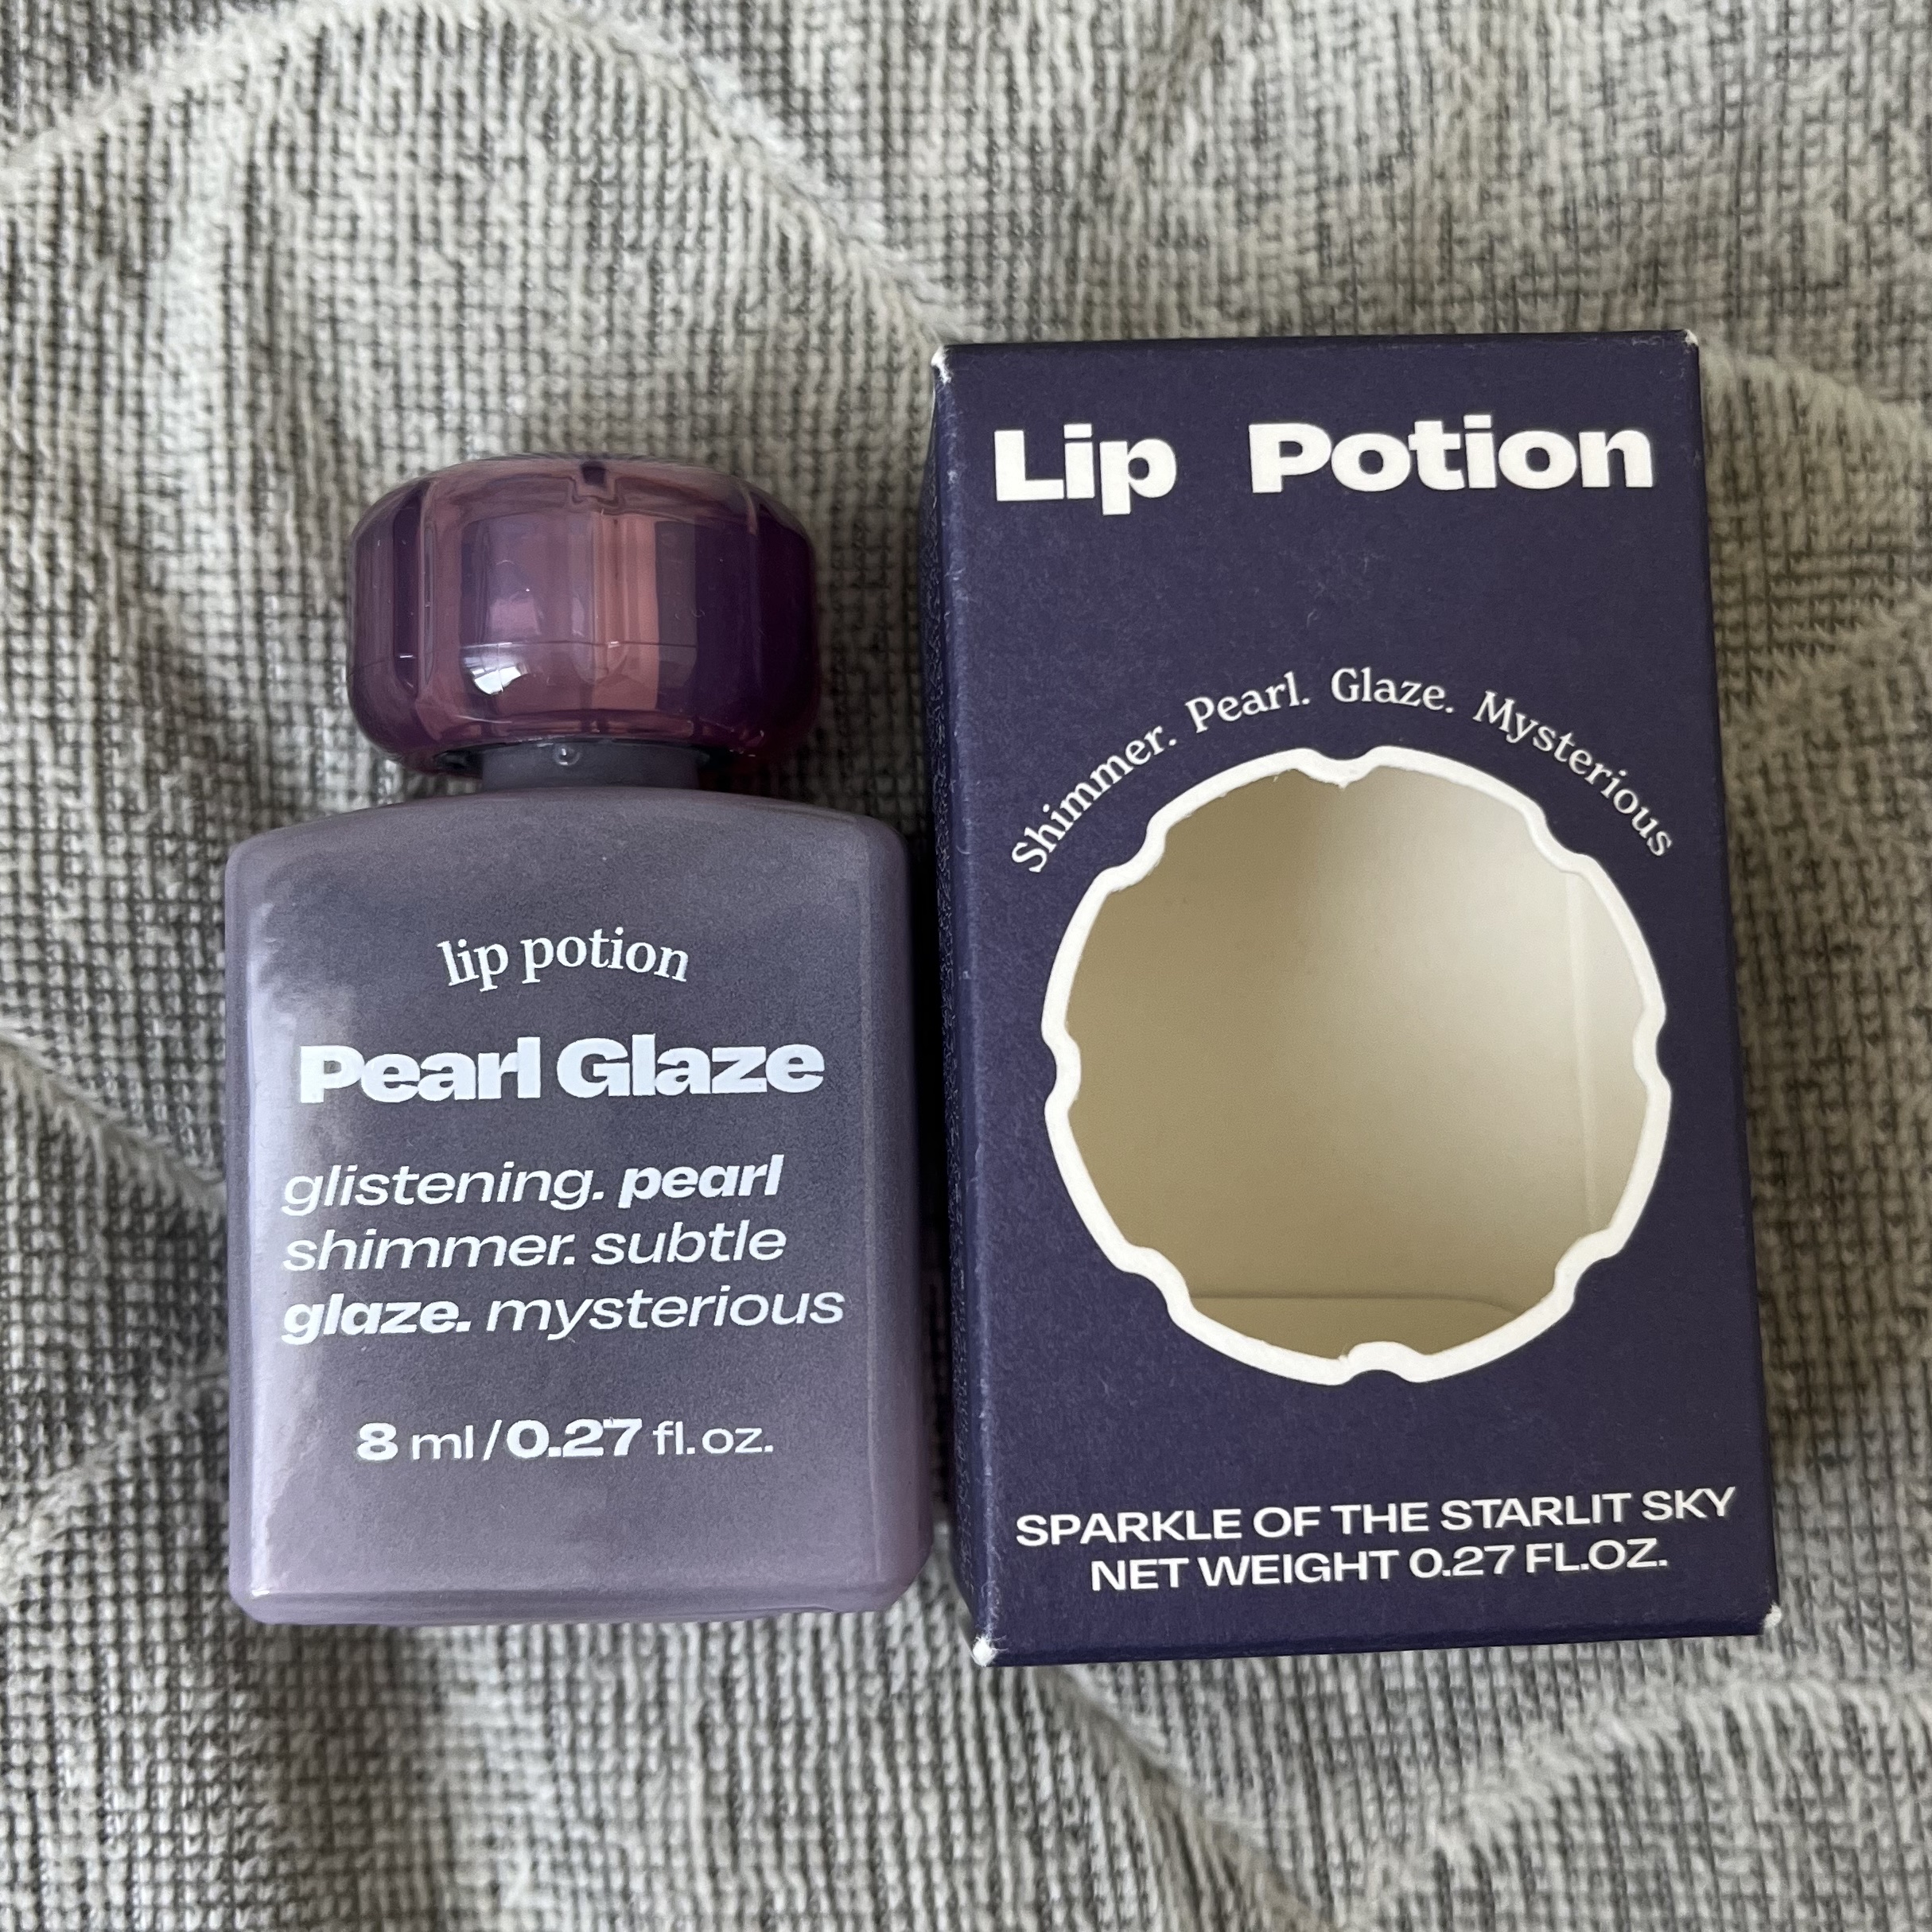 lip potion
Pearl Glaze
glistening. pearl
shimmer. subtle
glaze. mysterious
8 ml/0.27 fl.oz.
Lip Potion
Shimmer. Pearl. Glaze. Mysterious
SPARKLE OF THE STARLIT SKY
NET WEIGHT 0.27 FL.OZ.